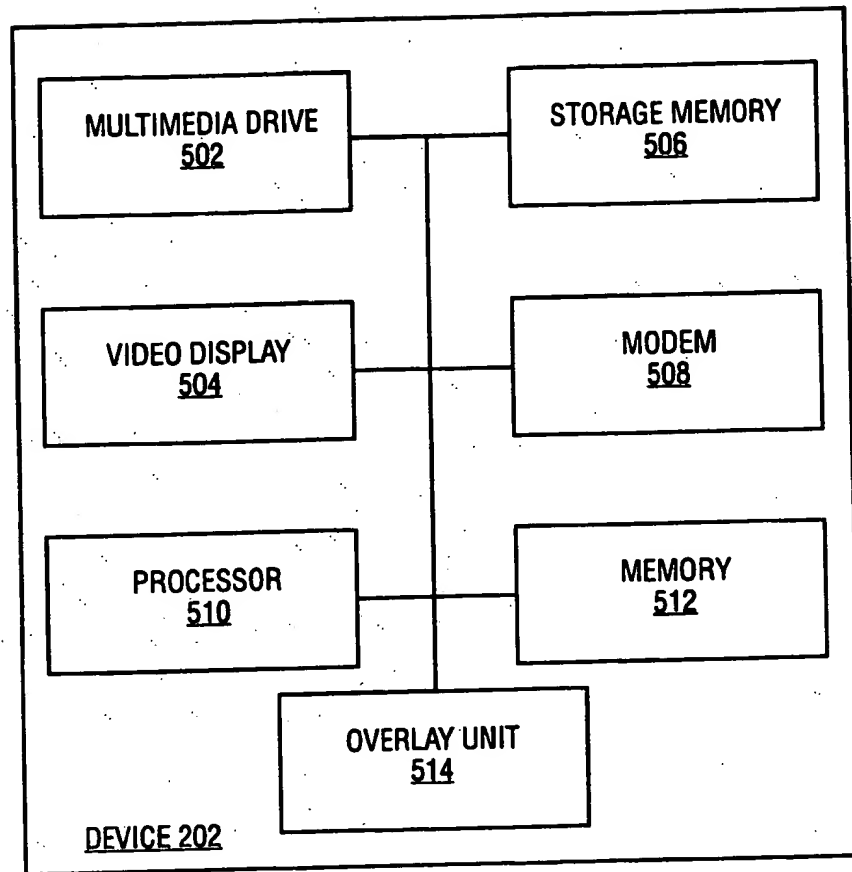 MULTIMEDIA DRIVE
502
STORAGE MEMORY
506
VIDEO DISPLAY
504
MODEM
508
PROCESSOR
510
MEMORY
512
OVERLAY UNIT
514
DEVICE 202